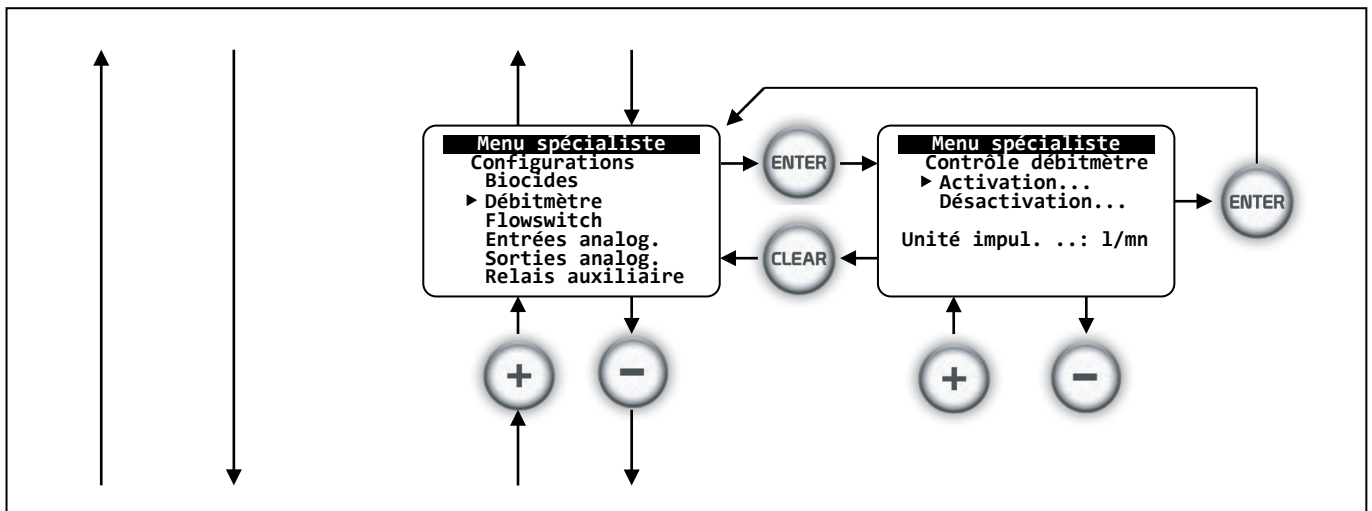 Menu spécialiste
Configurations
Biocides
Débitmètre
Flowswitch
Entrées analog.
Sorties analog.
Relais auxiliaire
ENTER
CLEAR
Menu spécialiste
Contrôle débitmètre
Activation...
Désactivation...
Unité impul. ..: l/mn
ENTER
+
-
+
-